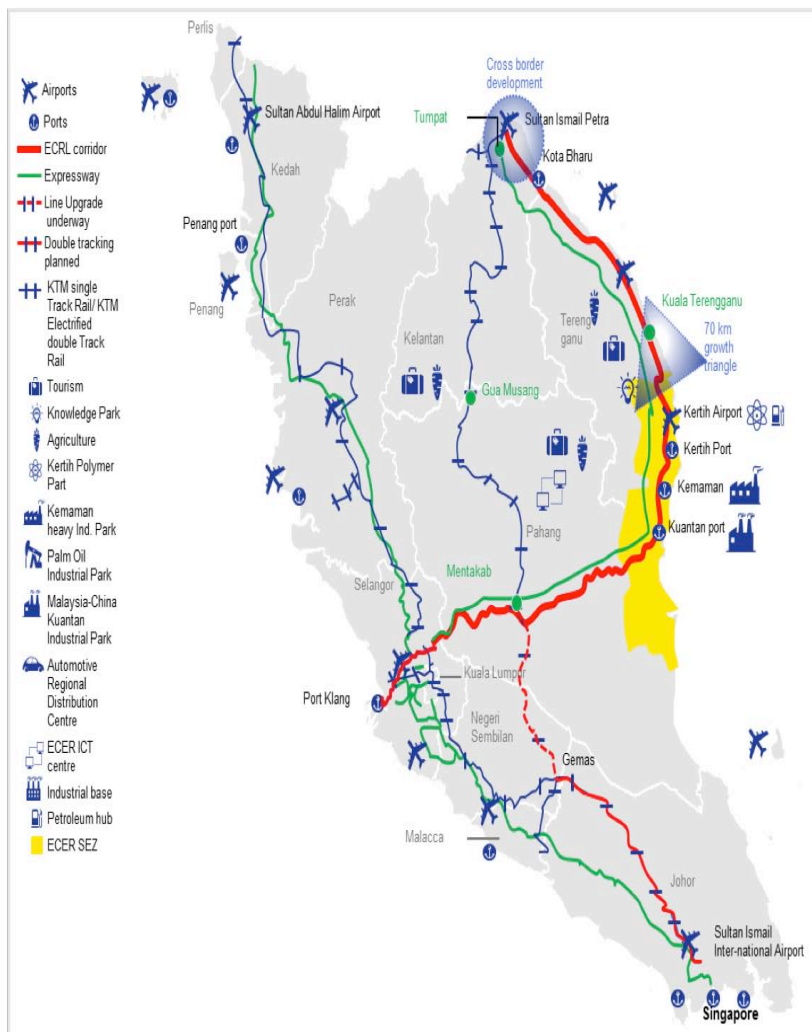 Airports
Ports
ECRL corridor
Expressway
Line Upgrade
underway
Double tracking
planned
KTM single
Track Rail/ KTM
Electrified
double Track
Rail
Tourism
Knowledge Park
Agriculture
Kertih Polymer
Part
Kemaman
heavy Ind. Park
Palm Oil
Industrial Park
Malaysia-China
Kuantan
Industrial Park
Automotive
Regional
Distribution
Centre
ECER ICT
centre
Industrial base
Petroleum hub
ECER SEZ
Perlis
Sultan Abdul Halim Airport
Kedah
Penang port
Penang
Perak
Cross border
development
Tumpat
Sultan Ismail Petra
Kota Bharu
Kelantan
Tereng
ganu
Kuala Terengganu
70 km
growth
triangle
Gua Musang
Kertih Airport
Kertih Port
Kemaman
Kuantan port
Pahang
Mentakab
Selangor
Kuala Lumpur
Port Klang
Negeri
Sembilan
Gemas
Malacca
Johor
Sultan Ismail
Inter-national Airport
Singapore